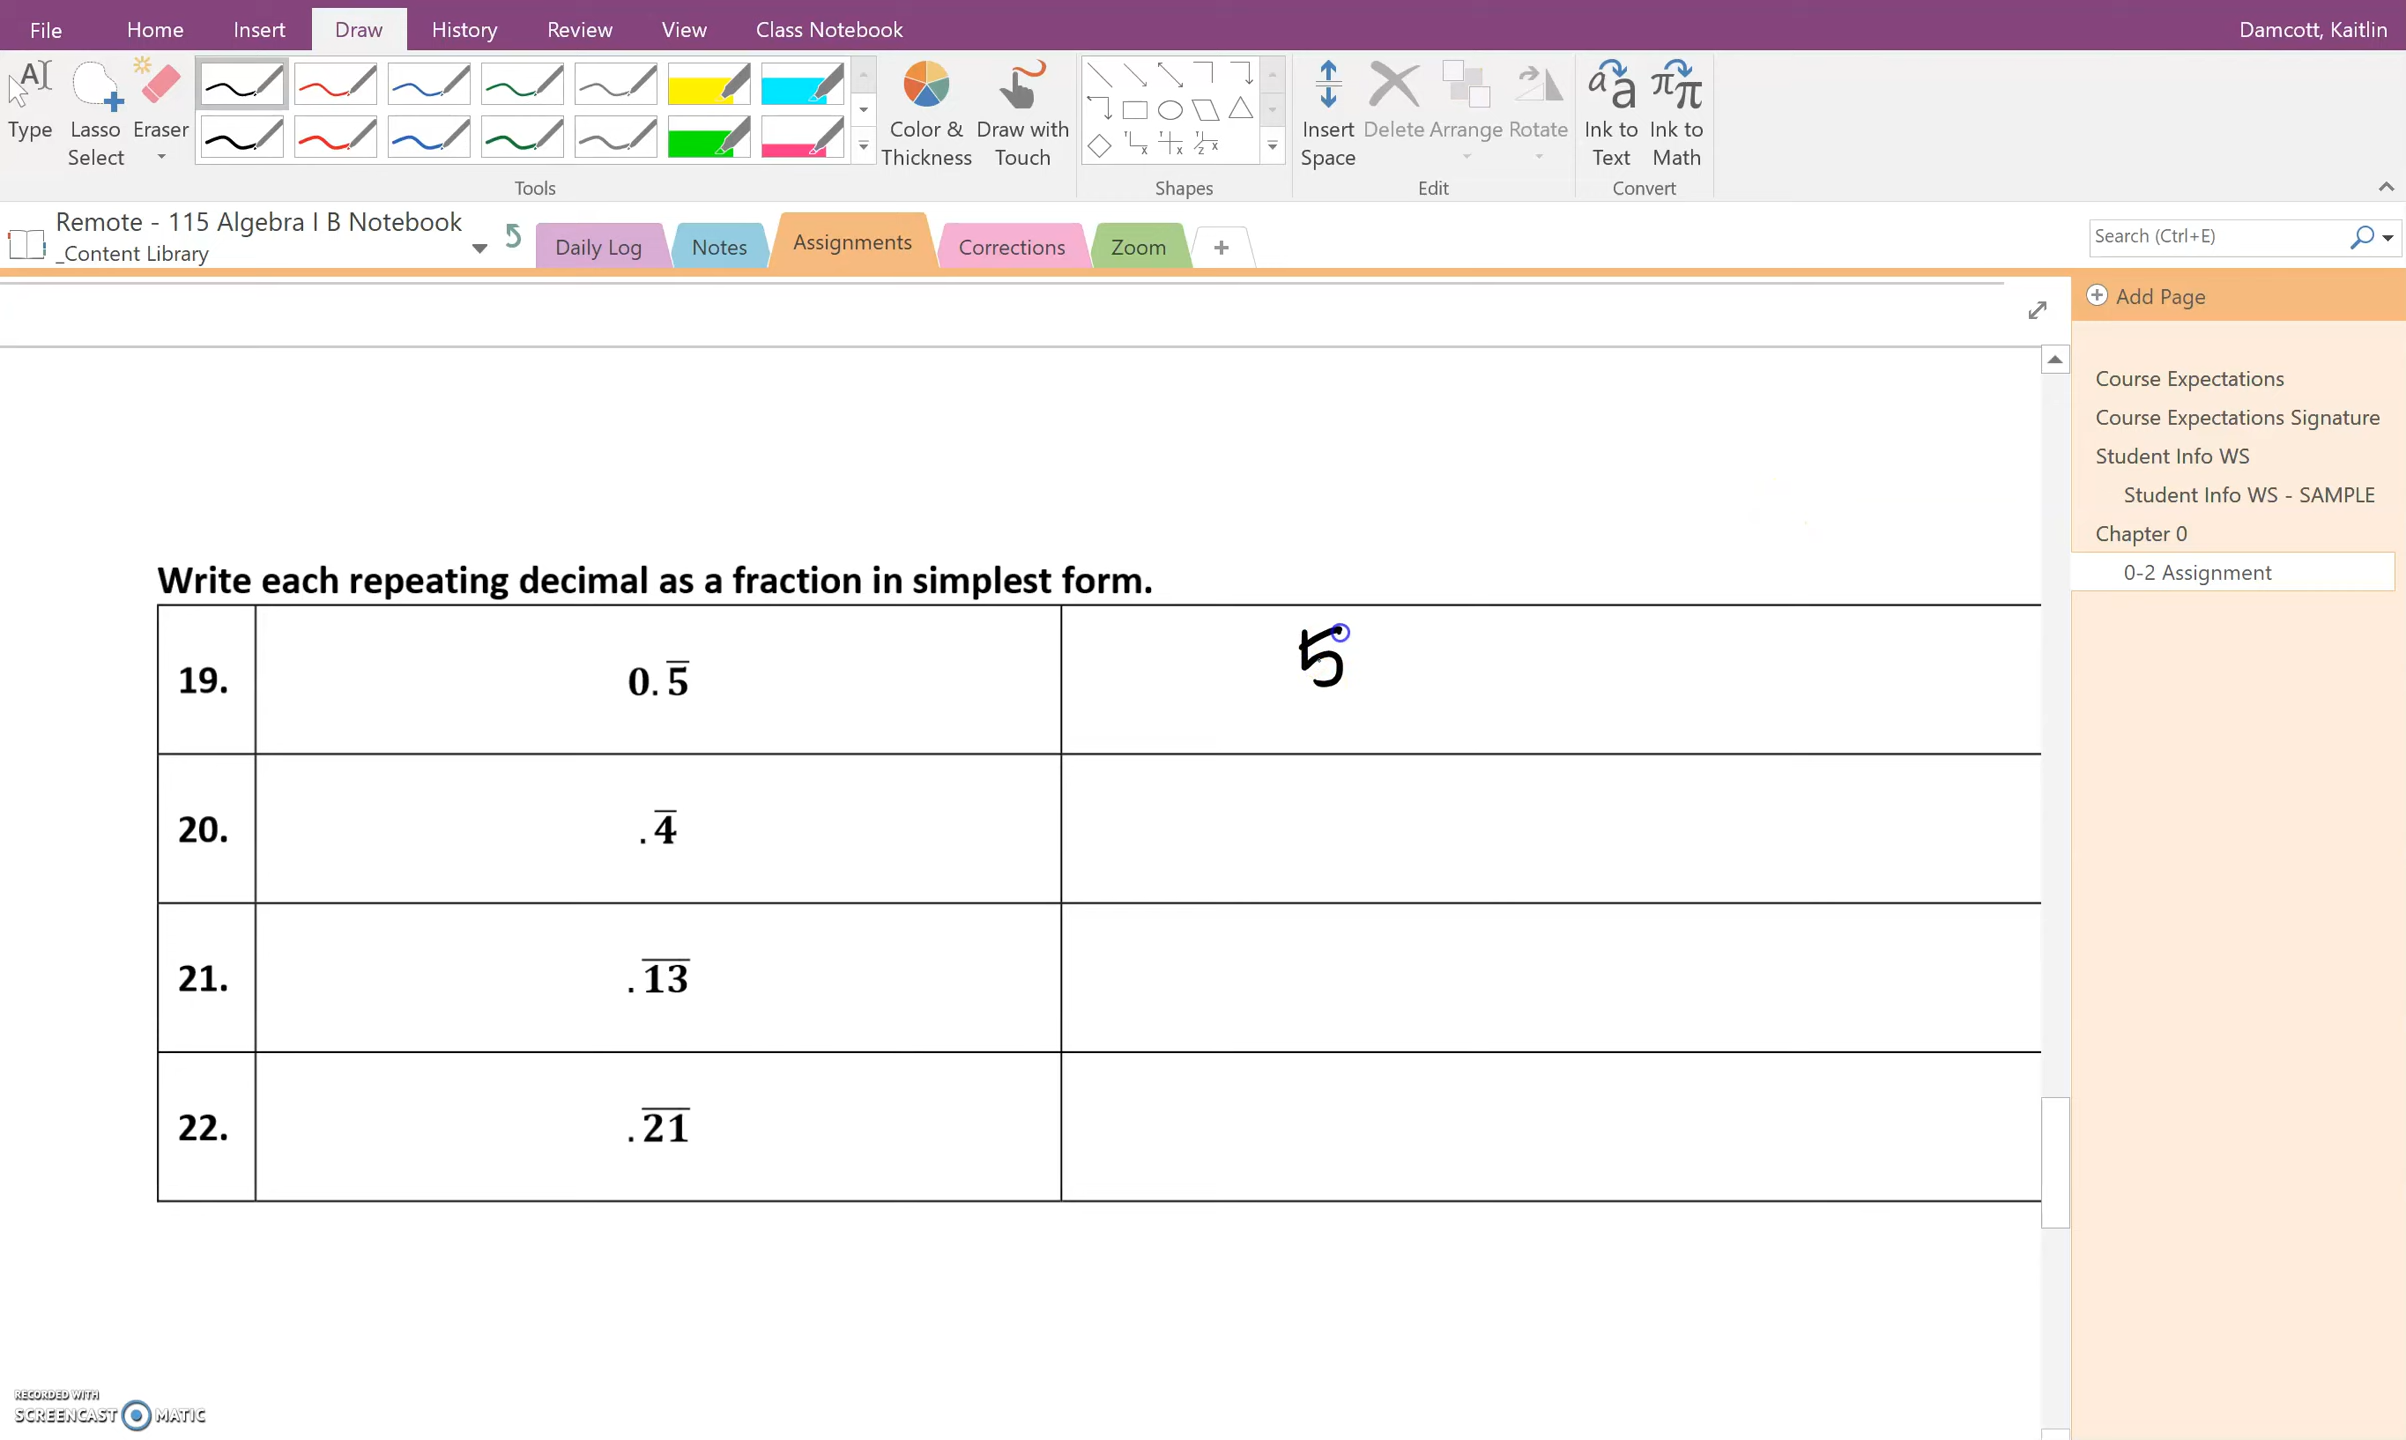 File Home Insert Draw History Review View Class Notebook Damcott, Kaitlin
Type Lasso Select Eraser Color & Thickness Draw with Touch Insert Space Delete Arrange Rotate Ink to Text Ink to Math
Tools Shapes Edit Convert
Remote - 115 Algebra I B Notebook
_Content Library
Daily Log Notes Assignments Corrections Zoom +
Search (Ctrl+E)
Add Page
Course Expectations
Course Expectations Signature
Student Info WS
Student Info WS - SAMPLE
Chapter 0
0-2 Assignment
Write each repeating decimal as a fraction in simplest form.
19. 0.5̅ 5
20. .4̅
21. .1̅3̅
22. .2̅1̅
RECORDED WITH
SCREENCAST MATIC